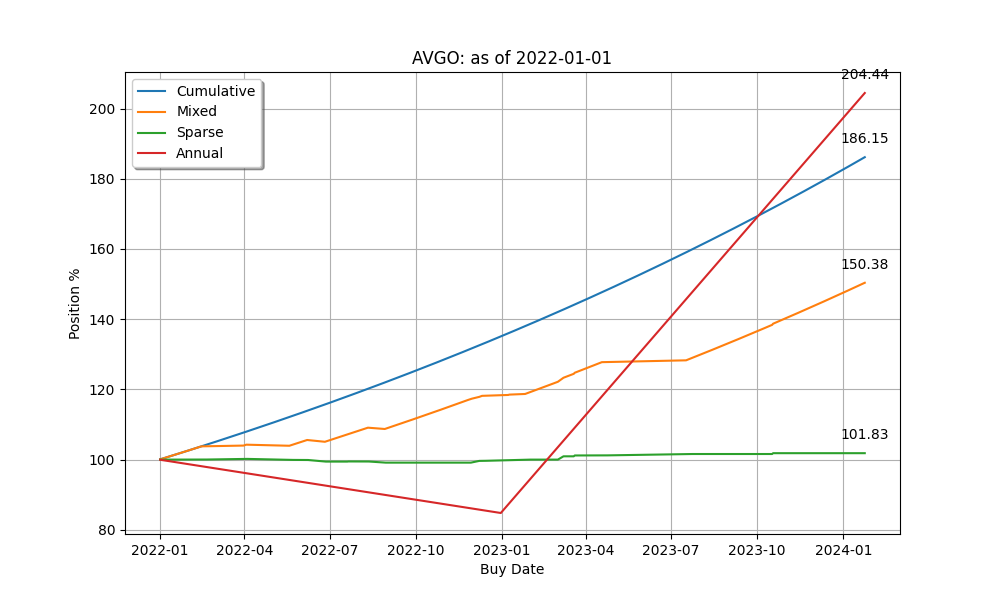 AVGO: as of 2022-01-01
204.44
Cumulative
Mixed
Sparse
Annual
186.15
150.38
101.83
200
180
160
140
120
100
80
Position %
2022-01 2022-04 2022-07 2022-10 2023-01 2023-04 2023-07 2023-10 2024-01
Buy Date